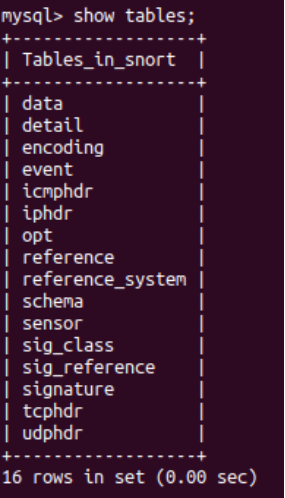 mysql> show tables;
+------------------+
| Tables_in_snort  |
+------------------+
| data             |
| detail           |
| encoding         |
| event            |
| icmphdr          |
| iphdr            |
| opt              |
| reference        |
| reference_system |
| schema           |
| sensor           |
| sig_class        |
| sig_reference    |
| signature        |
| tcphdr           |
| udphdr           |
+------------------+
16 rows in set (0.00 sec)